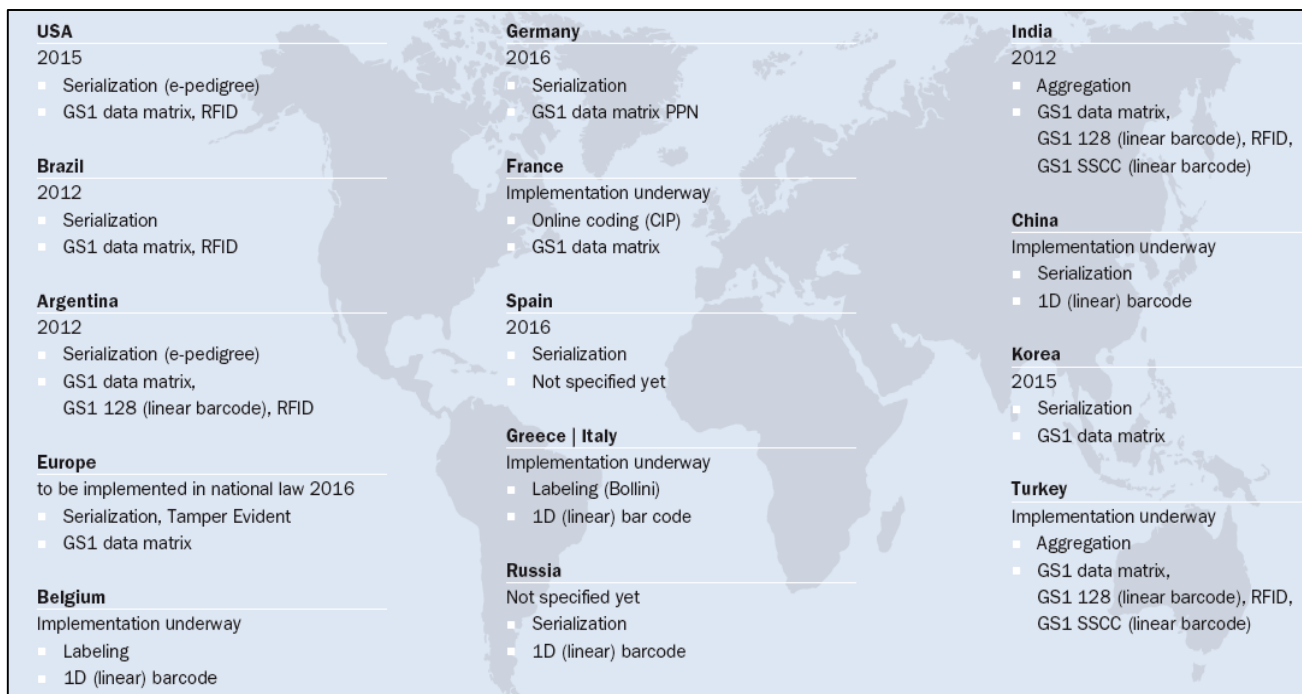 USA
2015
Serialization (e-pedigree)
GS1 data matrix, RFID
Brazil
2012
Serialization
GS1 data matrix, RFID
Argentina
2012
Serialization (e-pedigree)
GS1 data matrix,
GS1 128 (linear barcode), RFID
Europe
to be implemented in national law 2016
Serialization, Tamper Evident
GS1 data matrix
Belgium
Implementation underway
Labeling
1D (linear) barcode
Germany
2016
Serialization
GS1 data matrix PPN
France
Implementation underway
Online coding (CIP)
GS1 data matrix
Spain
2016
Serialization
Not specified yet
Greece | Italy
Implementation underway
Labeling (Bollini)
1D (linear) bar code
Russia
Not specified yet
Serialization
1D (linear) barcode
India
2012
Aggregation
GS1 data matrix,
GS1 128 (linear barcode), RFID,
GS1 SSCC (linear barcode)
China
Implementation underway
Serialization
1D (linear) barcode
Korea
2015
Serialization
GS1 data matrix
Turkey
Implementation underway
Aggregation
GS1 data matrix,
GS1 128 (linear barcode), RFID,
GS1 SSCC (linear barcode)